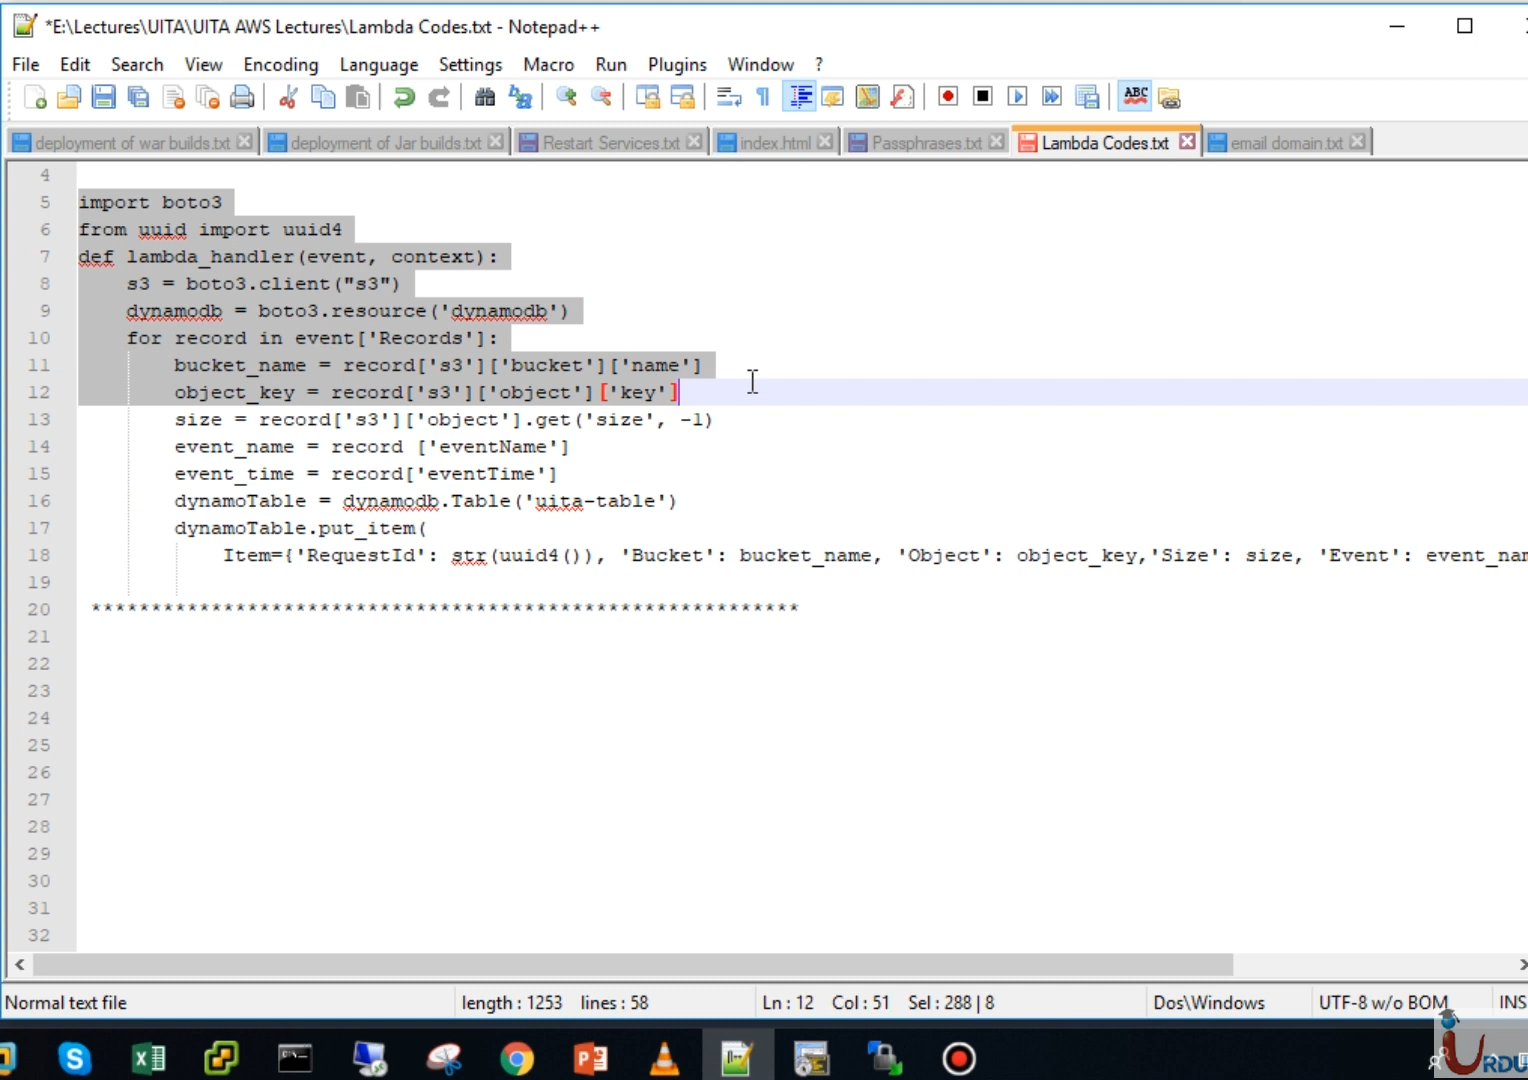 *E:\Lectures\UITA\UITA AWS Lectures\Lambda Codes.txt - Notepad++
File Edit Search View Encoding Language Settings Macro Run Plugins Window ?
ABC
deployment of war builds.txt deployment of Jar builds.txt Restart Services.txt index.html Passphrases.txt Lambda Codes.txt email domain.txt
4
5 import boto3
6 from uuid import uuid4
7 def lambda_handler(event, context):
8 s3 = boto3.client("s3")
9 dynamodb = boto3.resource('dynamodb')
10 for record in event['Records']:
11 bucket_name = record['s3']['bucket']['name']
12 object_key = record['s3']['object']['key']
13 size = record['s3']['object'].get('size', -1)
14 event_name = record ['eventName']
15 event_time = record['eventTime']
16 dynamoTable = dynamodb.Table('uita-table')
17 dynamoTable.put_item(
18 Item={'RequestId': str(uuid4()), 'Bucket': bucket_name, 'Object': object_key,'Size': size, 'Event': event_nam
19
20 ***********************************************************
21
22
23
24
25
26
27
28
29
30
31
32
Normal text file length : 1253 lines : 58 Ln : 12 Col : 51 Sel : 288 | 8 Dos\Windows UTF-8 w/o BOM INS
URDU